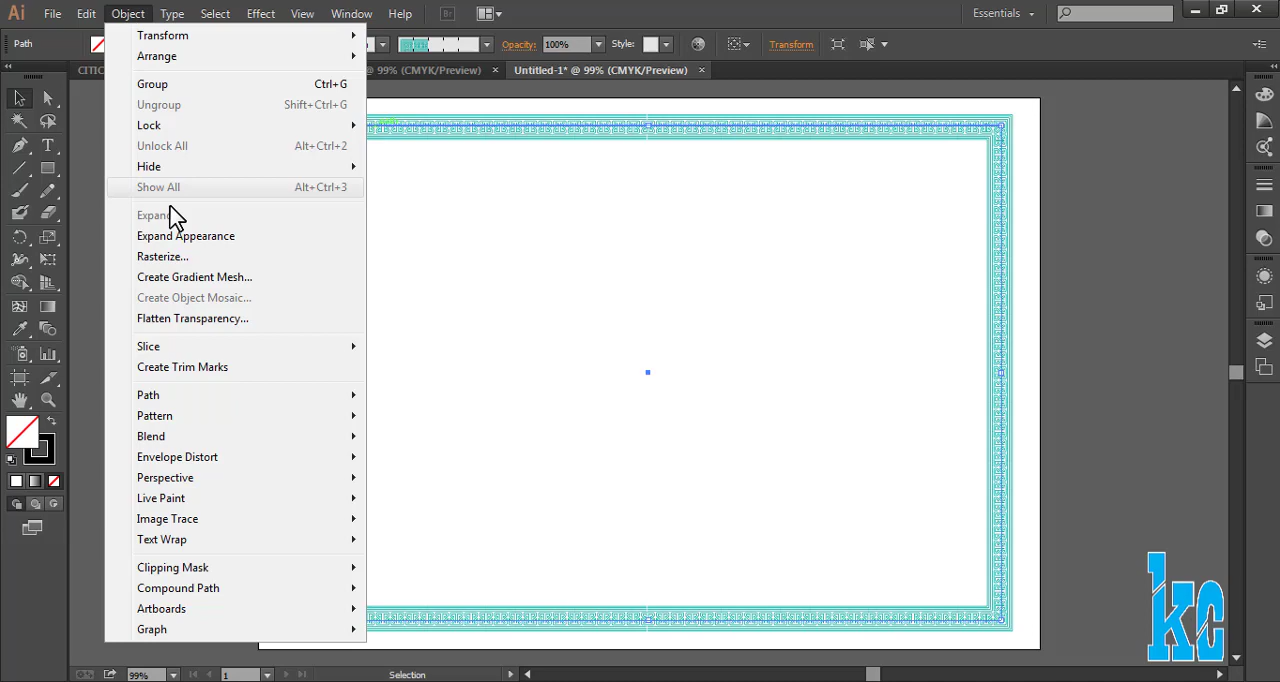 Ai File Edit Object Type Select Effect View Window Help Br Essentials
Path Opacity: 100% Style: Transform
CITIC @ 99% (CMYK/Preview) × Untitled-1* @ 99% (CMYK/Preview) ×
Transform
Arrange
Group Ctrl+G
Ungroup Shift+Ctrl+G
Lock
Unlock All Alt+Ctrl+2
Hide
Show All Alt+Ctrl+3
Expand
Expand Appearance
Rasterize...
Create Gradient Mesh...
Create Object Mosaic...
Flatten Transparency...
Slice
Create Trim Marks
Path
Pattern
Blend
Envelope Distort
Perspective
Live Paint
Image Trace
Text Wrap
Clipping Mask
Compound Path
Artboards
Graph
99% 1 Selection
kc